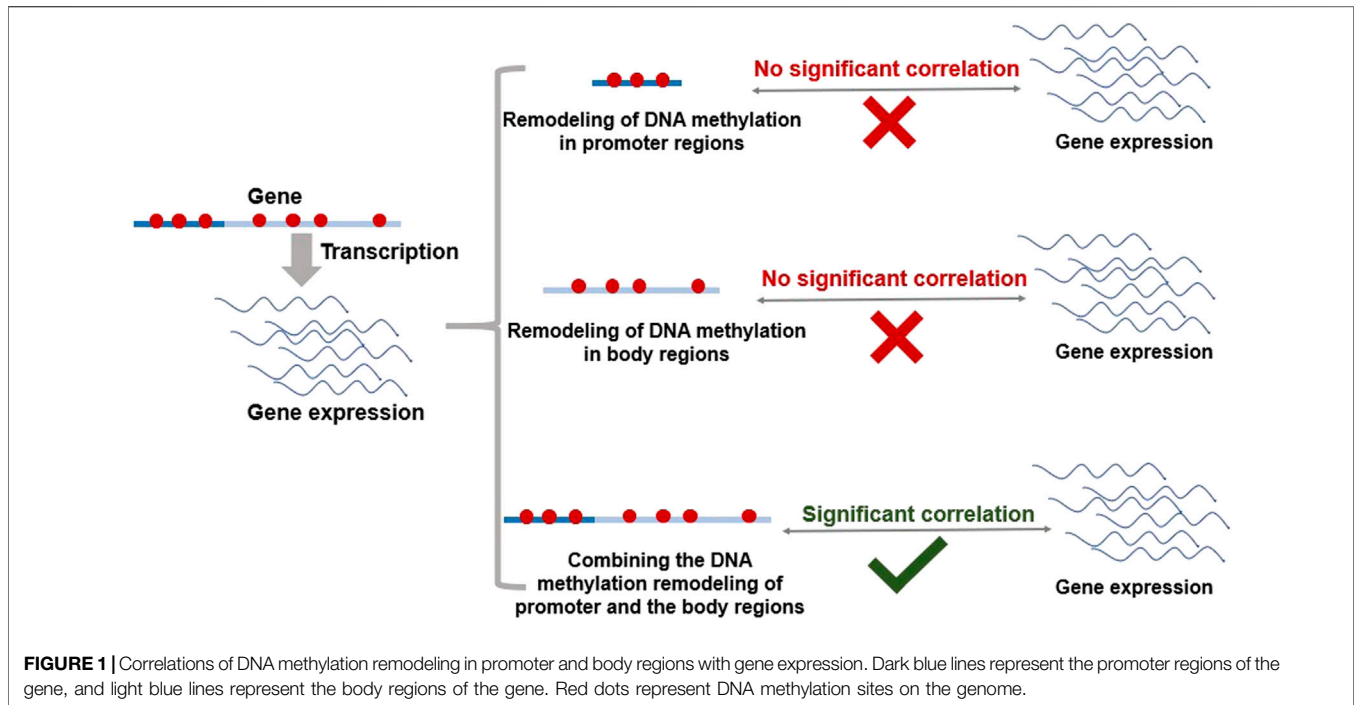 No significant correlation
Remodeling of DNA methylation
in promoter regions
Gene expression
Gene
Transcription
Gene expression
No significant correlation
Remodeling of DNA methylation
in body regions
Gene expression
Significant correlation
Combining the DNA
methylation remodeling of
promoter and the body regions
Gene expression
FIGURE 1 | Correlations of DNA methylation remodeling in promoter and body regions with gene expression. Dark blue lines represent the promoter regions of the
gene, and light blue lines represent the body regions of the gene. Red dots represent DNA methylation sites on the genome.